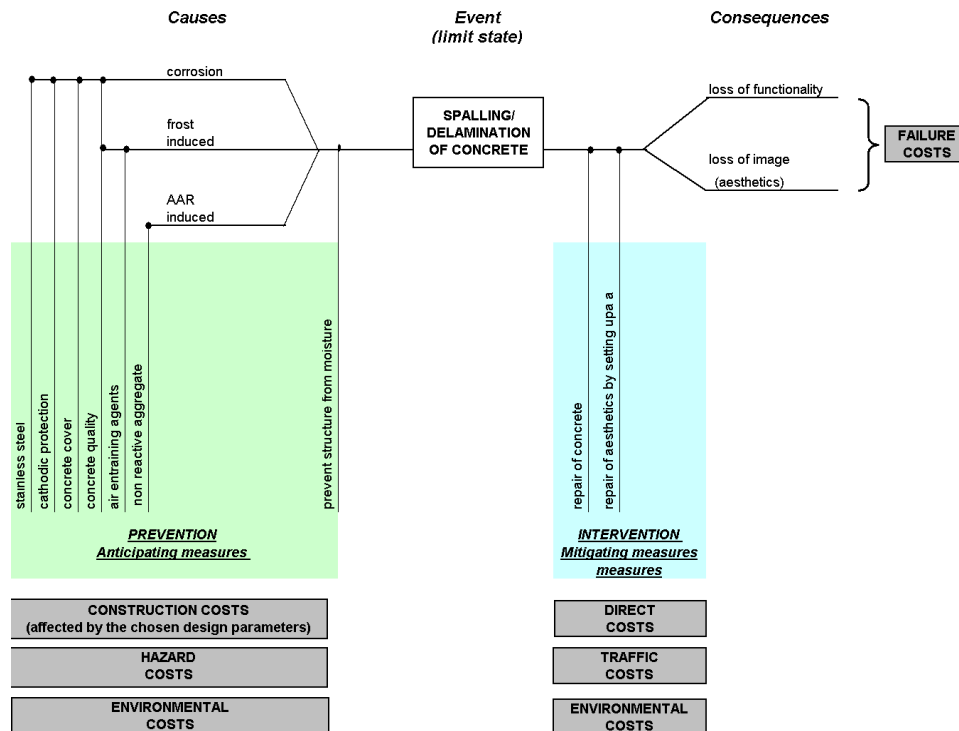 Causes
Event
(limit state)
Consequences
corrosion
frost
induced
AAR
induced
SPALLING/
DELAMINATION
OF CONCRETE
loss of functionality
loss of image
(aesthetics)
FAILURE
COSTS
stainless steel
cathodic protection
concrete cover
concrete quality
air entraining agents
non reactive aggregate
prevent structure from moisture
repair of concrete
repair of aesthetics by setting upa a
PREVENTION
Anticipating measures
INTERVENTION
Mitigating measures
measures
CONSTRUCTION COSTS
(affected by the chosen design parameters)
HAZARD
COSTS
ENVIRONMENTAL
COSTS
DIRECT
COSTS
TRAFFIC
COSTS
ENVIRONMENTAL
COSTS